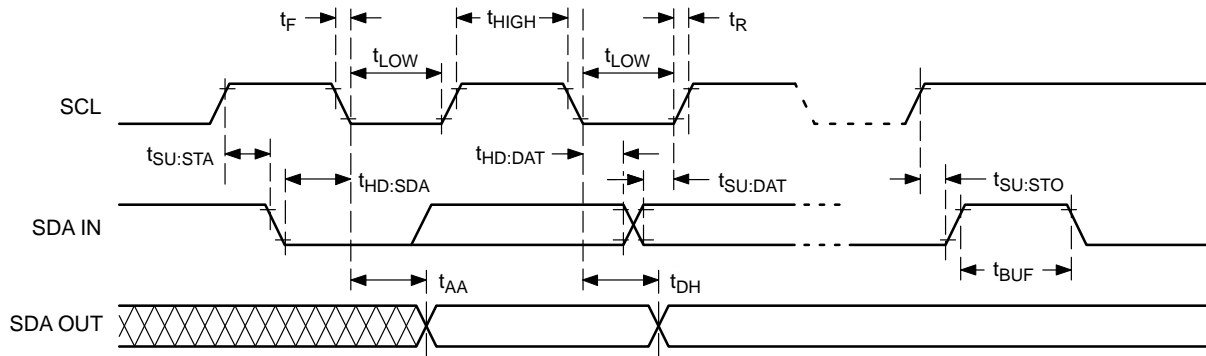 tF
tHIGH
tR
tLOW
tLOW
SCL
tSU:STA
tHD:DAT
tHD:SDA
tSU:DAT
tSU:STO
SDA IN
tBUF
tAA
tDH
SDA OUT